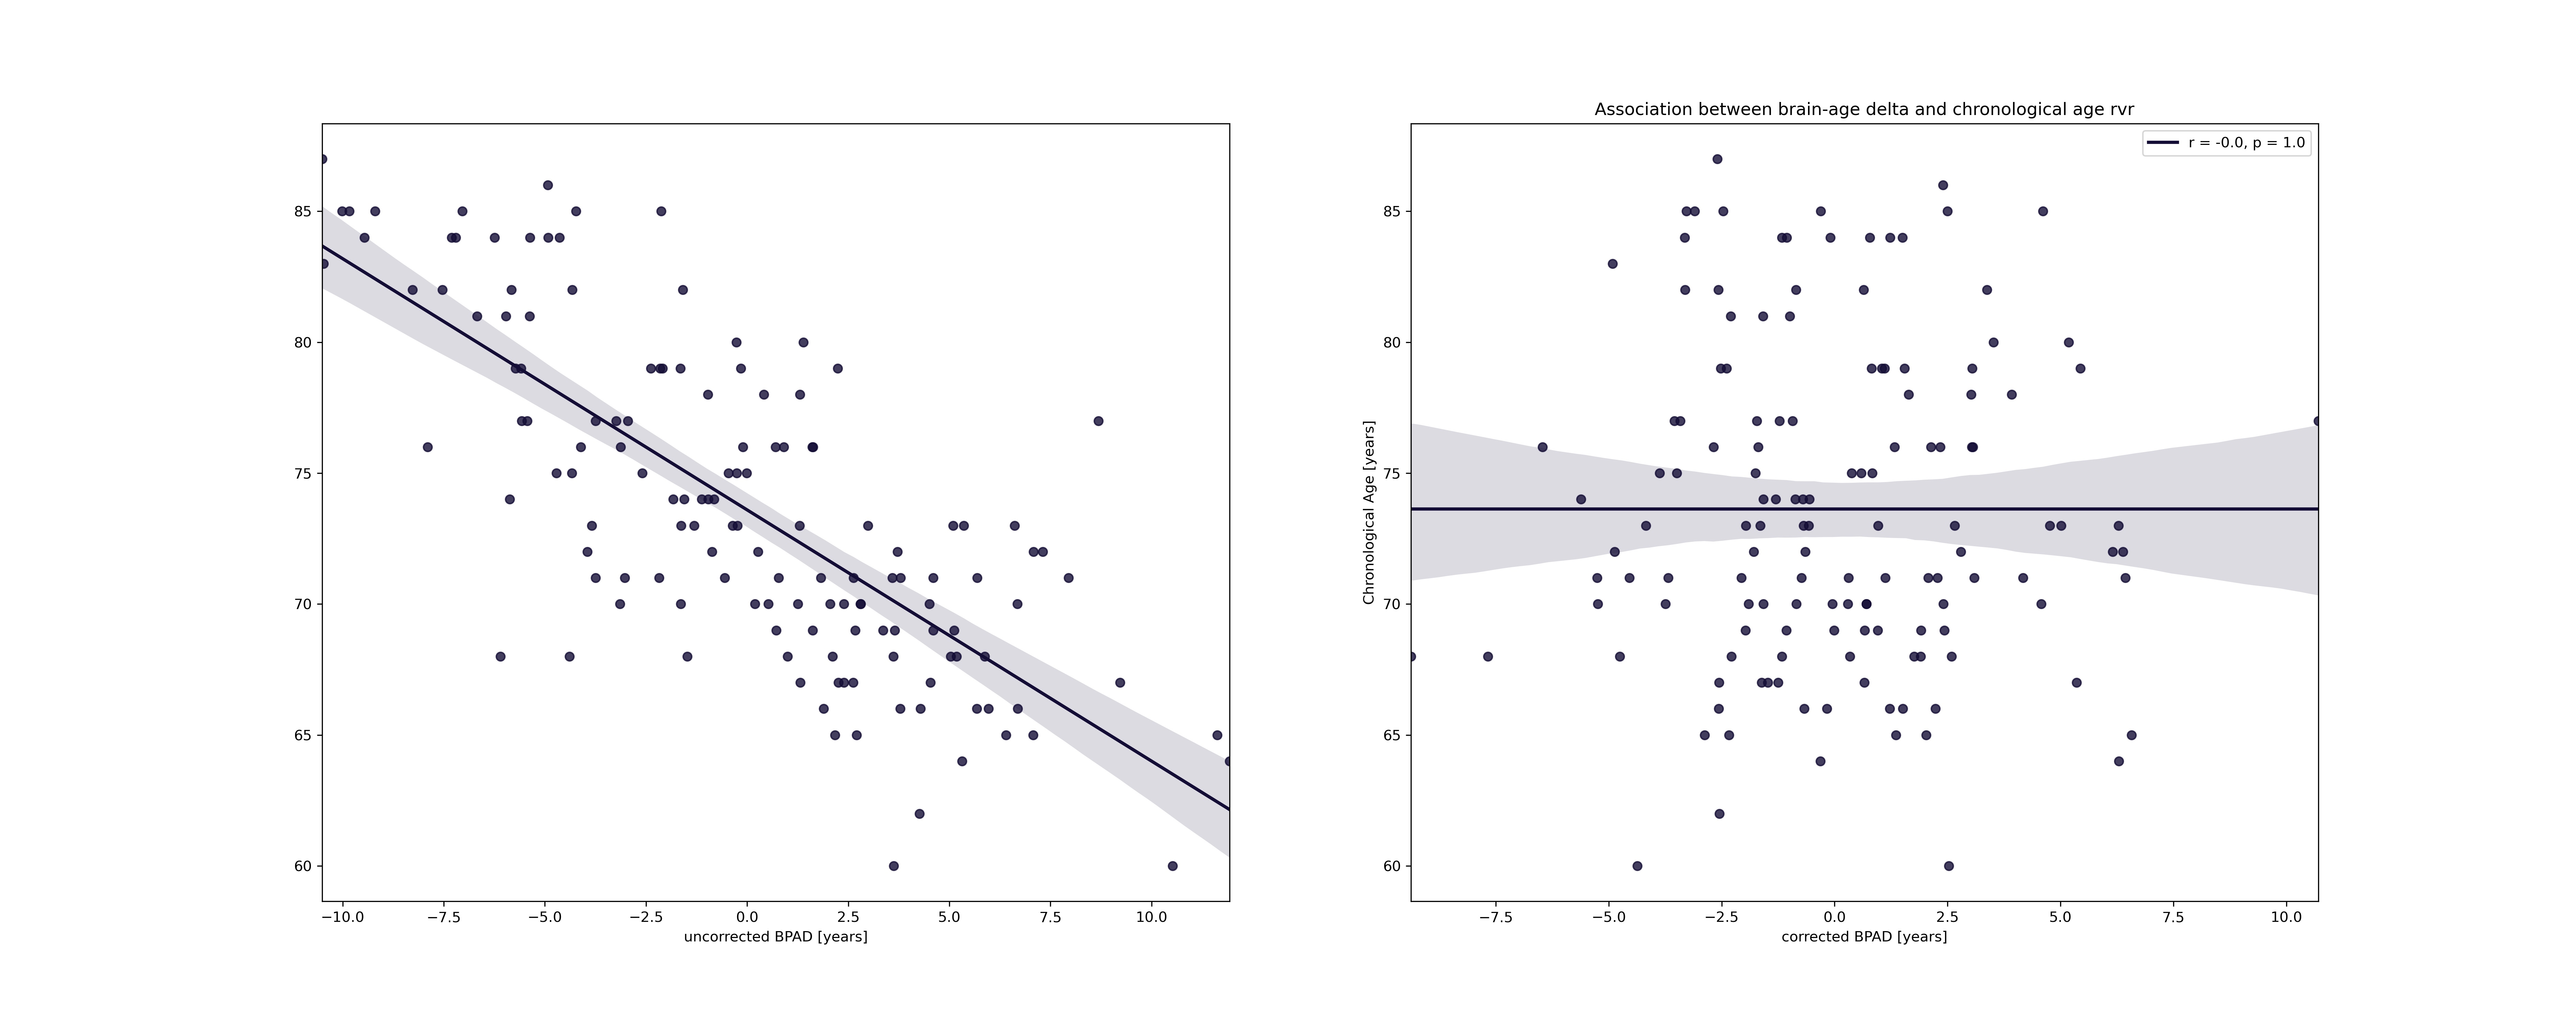 85
80
75
70
65
60
−10.0 −7.5 −5.0 −2.5 0.0 2.5 5.0 7.5 10.0
uncorrected BPAD [years]
Association between brain-age delta and chronological age rvr
r = -0.0, p = 1.0
Chronological Age [years]
85
80
75
70
65
60
−7.5 −5.0 −2.5 0.0 2.5 5.0 7.5 10.0
corrected BPAD [years]